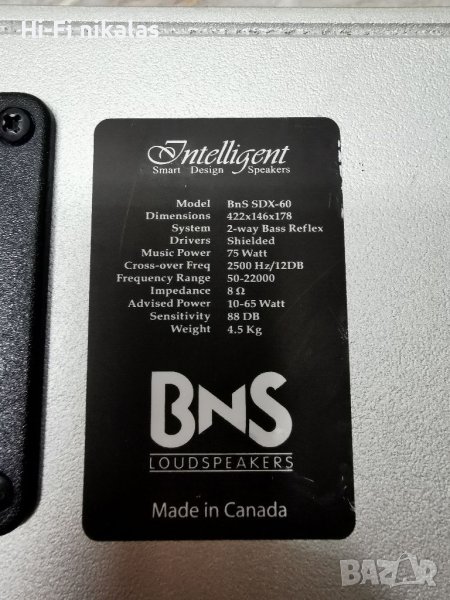 Hi-Fi nikalas
Intelligent
Smart Design Speakers
Model BnS SDX-60
Dimensions 422x146x178
System 2-way Bass Reflex
Drivers Shielded
Music Power 75 Watt
Cross-over Freq 2500 Hz/12DB
Frequency Range 50-22000
Impedance 8 Ω
Advised Power 10-65 Watt
Sensitivity 88 DB
Weight 4.5 Kg
BNS
LOUDSPEAKERS
Made in Canada
BAZAR